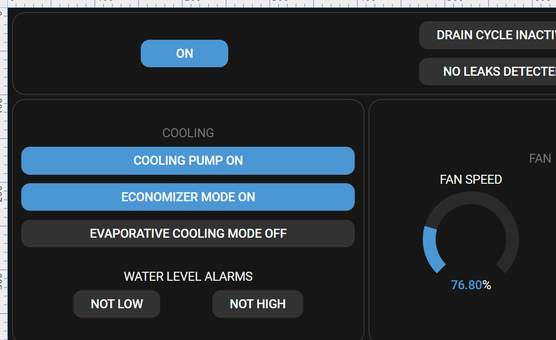 ON
DRAIN CYCLE INACTIV
NO LEAKS DETECTE
COOLING
COOLING PUMP ON
ECONOMIZER MODE ON
EVAPORATIVE COOLING MODE OFF
WATER LEVEL ALARMS
NOT LOW
NOT HIGH
FAN
FAN SPEED
76.80%